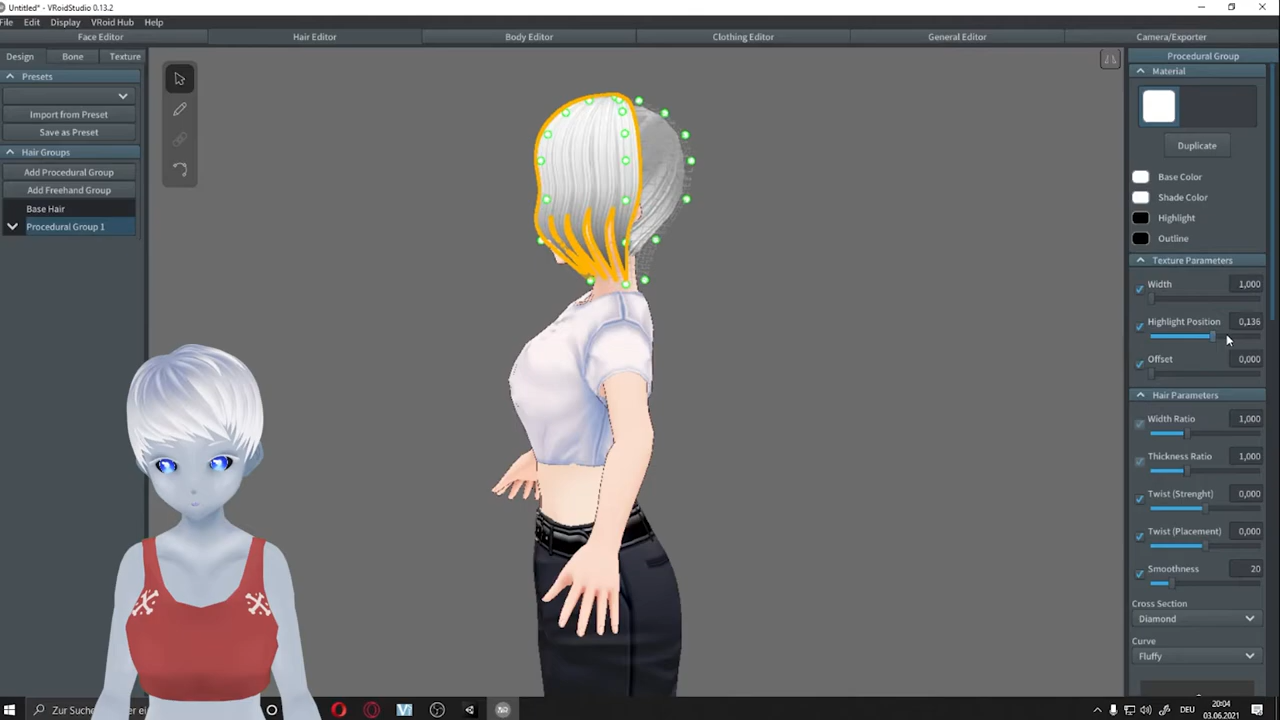 Untitled* - VRoidStudio 0.13.2
File Edit Display VRoid Hub Help
Face Editor Hair Editor Body Editor Clothing Editor General Editor Camera/Exporter
Design Bone Texture
Presets
Import from Preset
Save as Preset
Hair Groups
Add Procedural Group
Add Freehand Group
Base Hair
Procedural Group 1
Procedural Group
Material
Duplicate
Base Color
Shade Color
Highlight
Outline
Texture Parameters
Width 1,000
Highlight Position 0,136
Offset 0,000
Hair Parameters
Width Ratio 1,000
Thickness Ratio 1,000
Twist (Strenght) 0,000
Twist (Placement) 0,000
Smoothness 20
Cross Section
Diamond
Curve
Fluffy
Zur Suche
DEU
20:04
03.06.2021